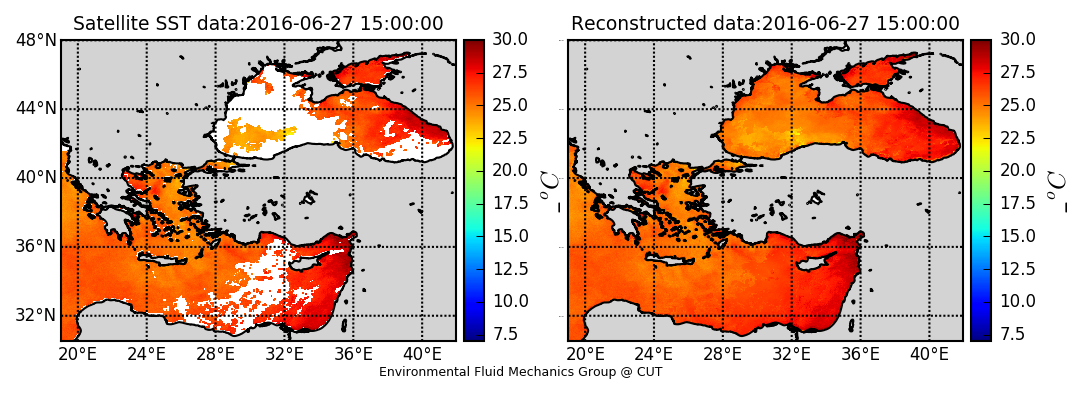 Satellite SST data:2016-06-27 15:00:00
Reconstructed data:2016-06-27 15:00:00
48°N
44°N
40°N
36°N
32°N
20°E 24°E 28°E 32°E 36°E 40°E
30.0
27.5
25.0
22.5
20.0
17.5
15.0
12.5
10.0
7.5
_ °C
20°E 24°E 28°E 32°E 36°E 40°E
30.0
27.5
25.0
22.5
20.0
17.5
15.0
12.5
10.0
7.5
_ °C
Environmental Fluid Mechanics Group @ CUT